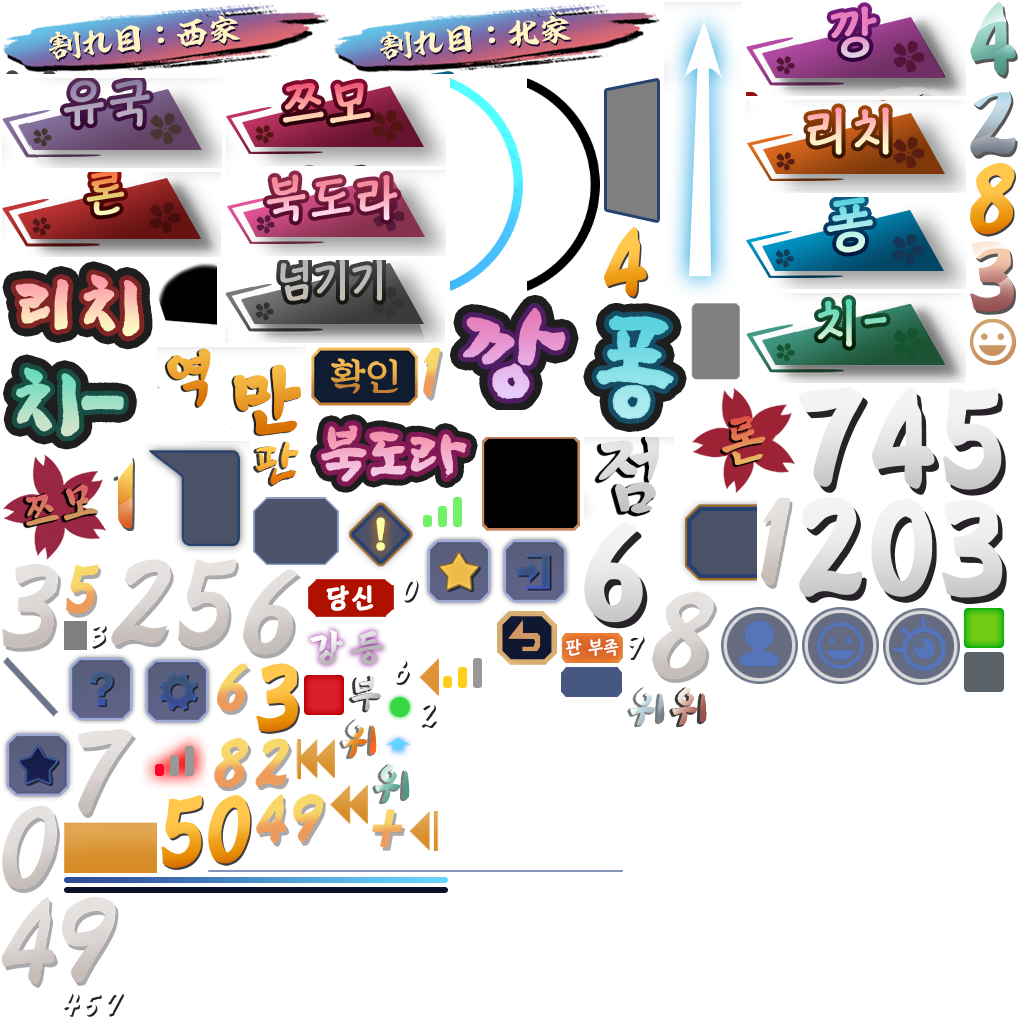 割れ目：西家
割れ目：北家
깡
4
유국
쯔모
2
리치
8
론
북도라
퐁
4
3
리치
넘기기
치-
깡
퐁
차-
역
만
확인
1
판
북도라
론
745
쯔모
1
점
!
1203
6
3
5
256
당신
0
3
강등
판 부족
7
8
?
6
3
부
6
2
위
위
위
7
82
위
50
49
+
0
49
457